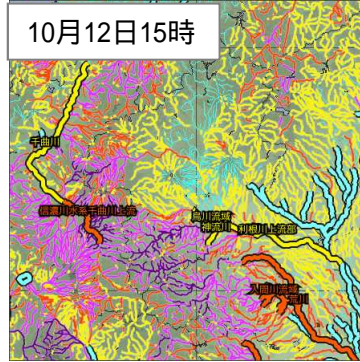 10月12日15時
千曲川
信濃川水系千曲川上流
烏川流域
神流川 利根川上流部
入間川流域
荒川